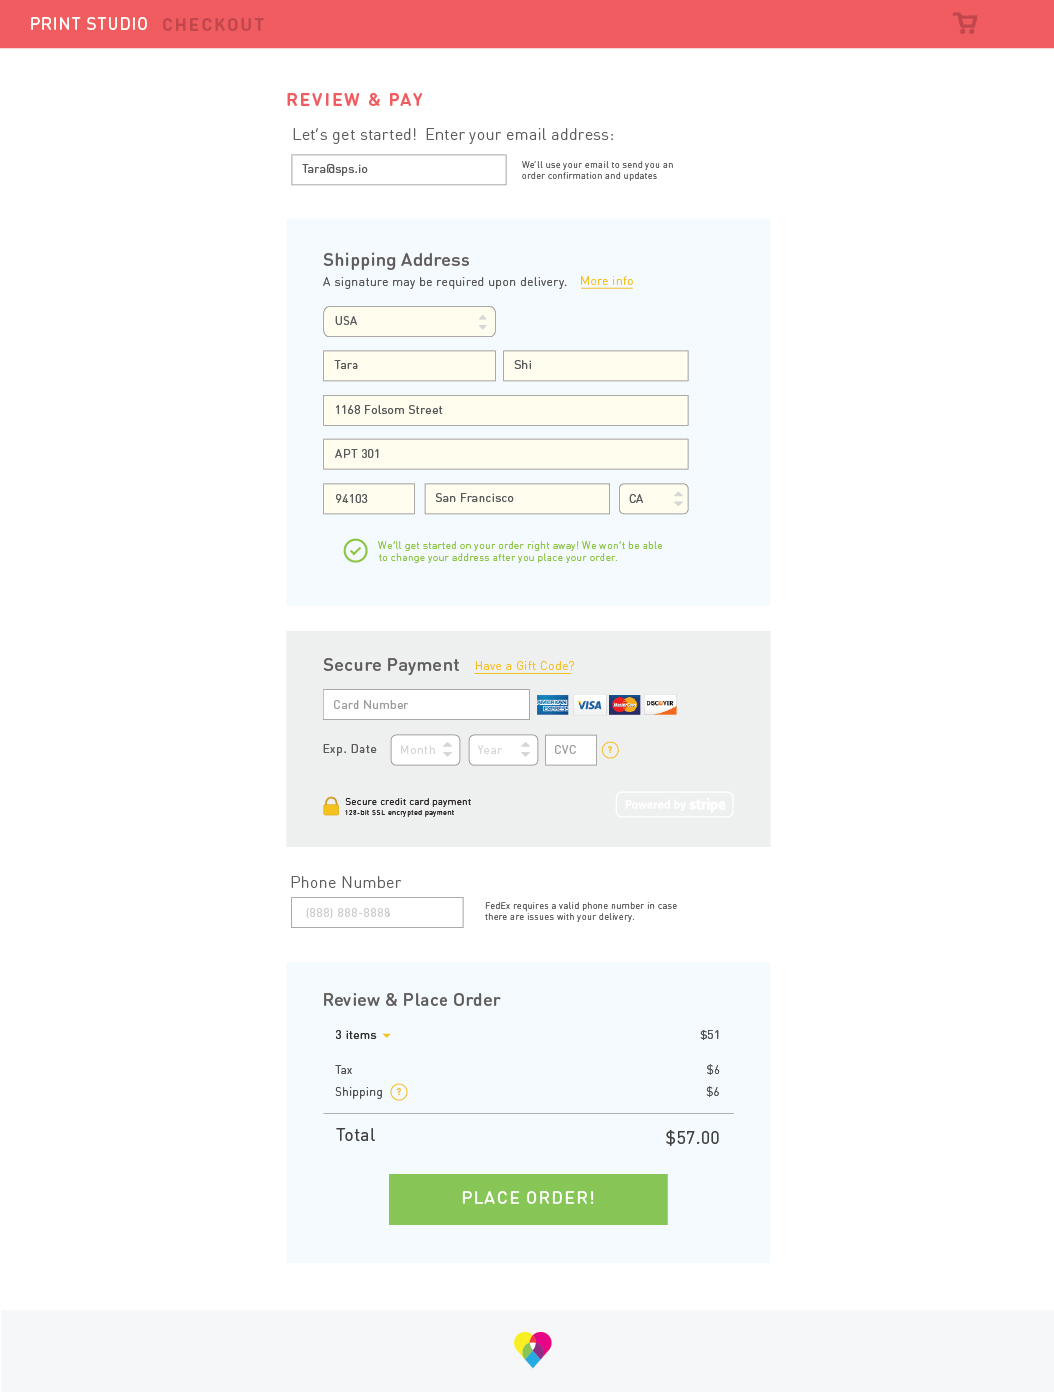 PRINT STUDIO CHECKOUT
REVIEW & PAY
Let's get started! Enter your email address:
Tara@sps.io
We'll use your email to send you an
order confirmation and updates
Shipping Address
A signature may be required upon delivery. More info
USA
Tara Shi
1168 Folsom Street
APT 301
94103 San Francisco CA
We'll get started on your order right away! We won't be able
to change your address after you place your order.
Secure Payment Have a Gift Code?
Card Number AMERICAN EXPRESS VISA MasterCard DISCOVER
Exp. Date Month Year CVC ?
Secure credit card payment
128-bit SSL encrypted payment
Powered by stripe
Phone Number
(888) 888-8888
FedEx requires a valid phone number in case
there are issues with your delivery.
Review & Place Order
3 items $51
Tax $6
Shipping ? $6
Total $57.00
PLACE ORDER!